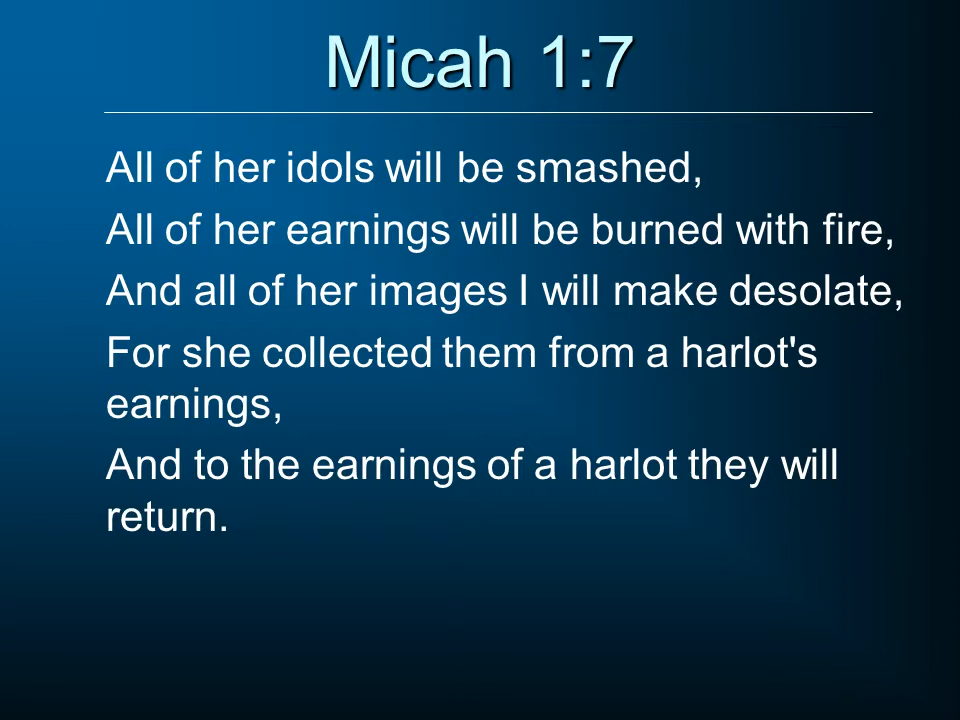 Micah 1:7
All of her idols will be smashed,
All of her earnings will be burned with fire,
And all of her images I will make desolate,
For she collected them from a harlot's
earnings,
And to the earnings of a harlot they will
return.